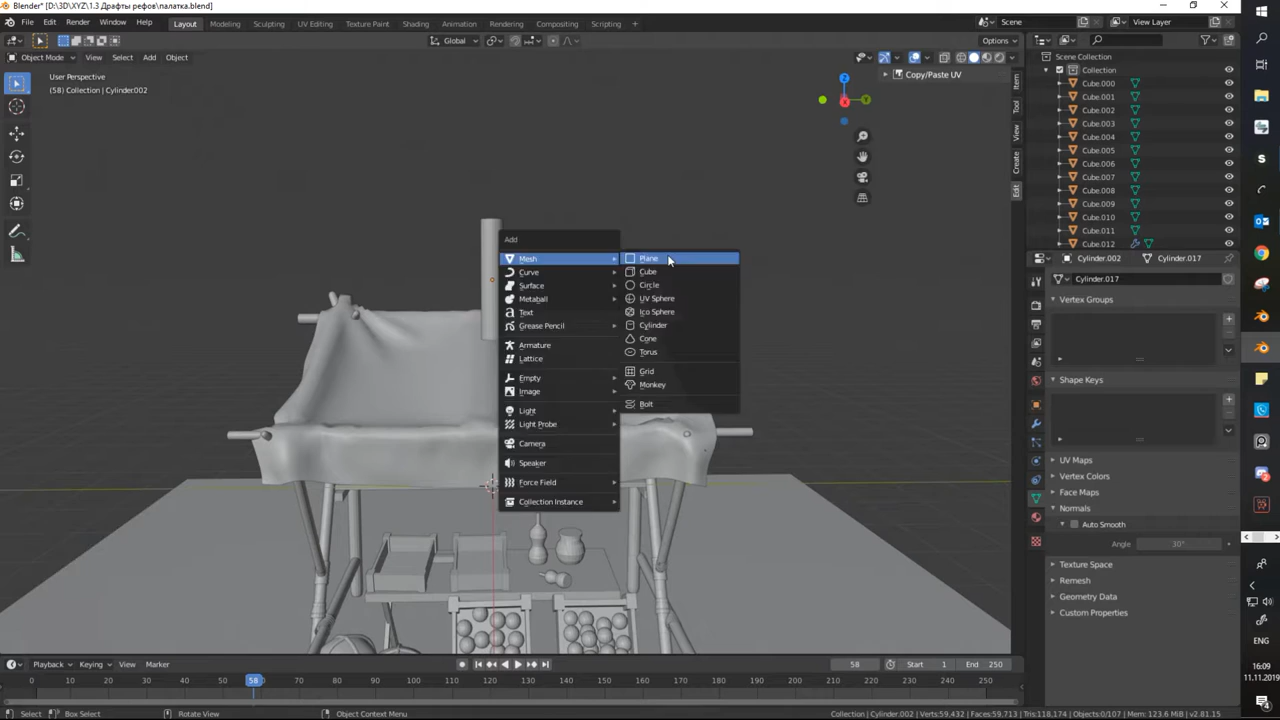 Blender* [D:\3D\XYZ\1.3 Драфты рефов\палатка.blend]
File Edit Render Window Help Layout Modeling Sculpting UV Editing Texture Paint Shading Animation Rendering Compositing Scripting + Scene View Layer
Global Options
Object Mode View Select Add Object
User Perspective
(58) Collection | Cylinder.002
Copy/Paste UV
Item
Tool
View
Create
Edit
Z
Y
X
Add
Mesh
Curve
Surface
Metaball
Text
Grease Pencil
Armature
Lattice
Empty
Image
Light
Light Probe
Camera
Speaker
Force Field
Collection Instance
Plane
Cube
Circle
UV Sphere
Ico Sphere
Cylinder
Cone
Torus
Grid
Monkey
Bolt
Scene Collection
Collection
Cube.000
Cube.001
Cube.002
Cube.003
Cube.004
Cube.005
Cube.006
Cube.007
Cube.008
Cube.009
Cube.010
Cube.011
Cube.012
Cylinder.002 Cylinder.017
Cylinder.017
Vertex Groups
Shape Keys
UV Maps
Vertex Colors
Face Maps
Normals
Auto Smooth
Angle 30°
Texture Space
Remesh
Geometry Data
Custom Properties
Playback Keying View Marker 58 Start 1 End 250
0 10 20 30 40 50 58 70 80 90 100 110 120 130 140 150 160 170 180 190 200 210 220 230 240 250
Select Box Select Rotate View Object Context Menu Collection | Cylinder.002 | Verts:59,432 | Faces:59,713 | Tris:118,174 | Objects:0/107 | Mem: 123.6 MiB | v2.81.15
ENG
16:09
11.11.2019